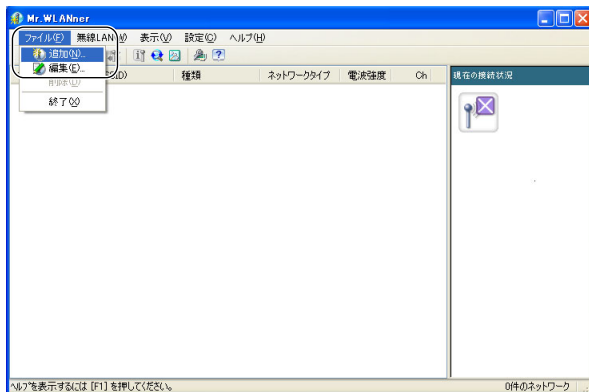 Mr.WLANner
ファイル(F) 無線LAN(W) 表示(V) 設定(C) ヘルプ(H)
追加(N)...
編集(E)...
削除(D)
終了(X)
種類 ネットワークタイプ 電波強度 Ch
現在の接続状況
ヘルプを表示するには [F1] を押してください。 0件のネットワーク